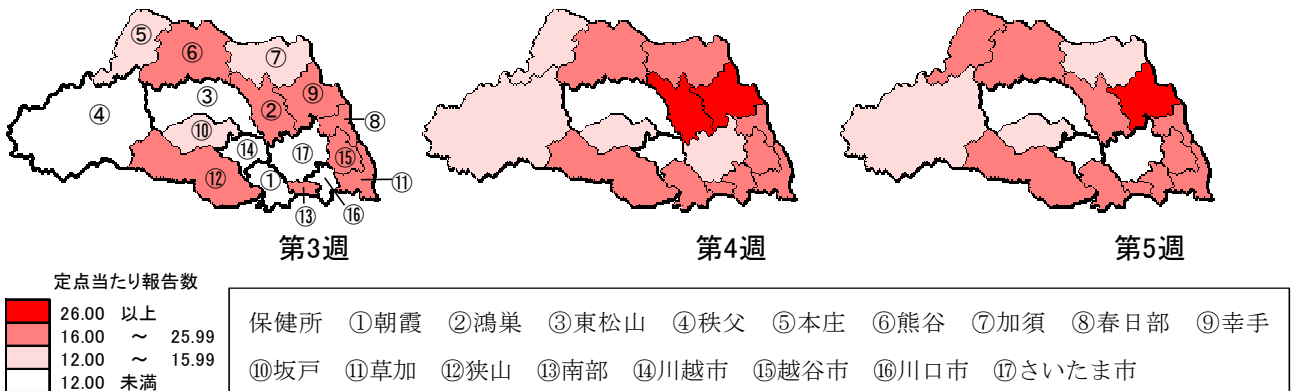 ⑤
⑥
⑦
④
③
②
⑨
⑧
⑩
⑭
⑰
⑮
⑫
①
⑪
⑬
⑯
第3週
第4週
第5週
定点当たり報告数
26.00 以上
16.00 ～ 25.99
12.00 ～ 15.99
12.00 未満
保健所 ①朝霞 ②鴻巣 ③東松山 ④秩父 ⑤本庄 ⑥熊谷 ⑦加須 ⑧春日部 ⑨幸手
⑩坂戸 ⑪草加 ⑫狭山 ⑬南部 ⑭川越市 ⑮越谷市 ⑯川口市 ⑰さいたま市